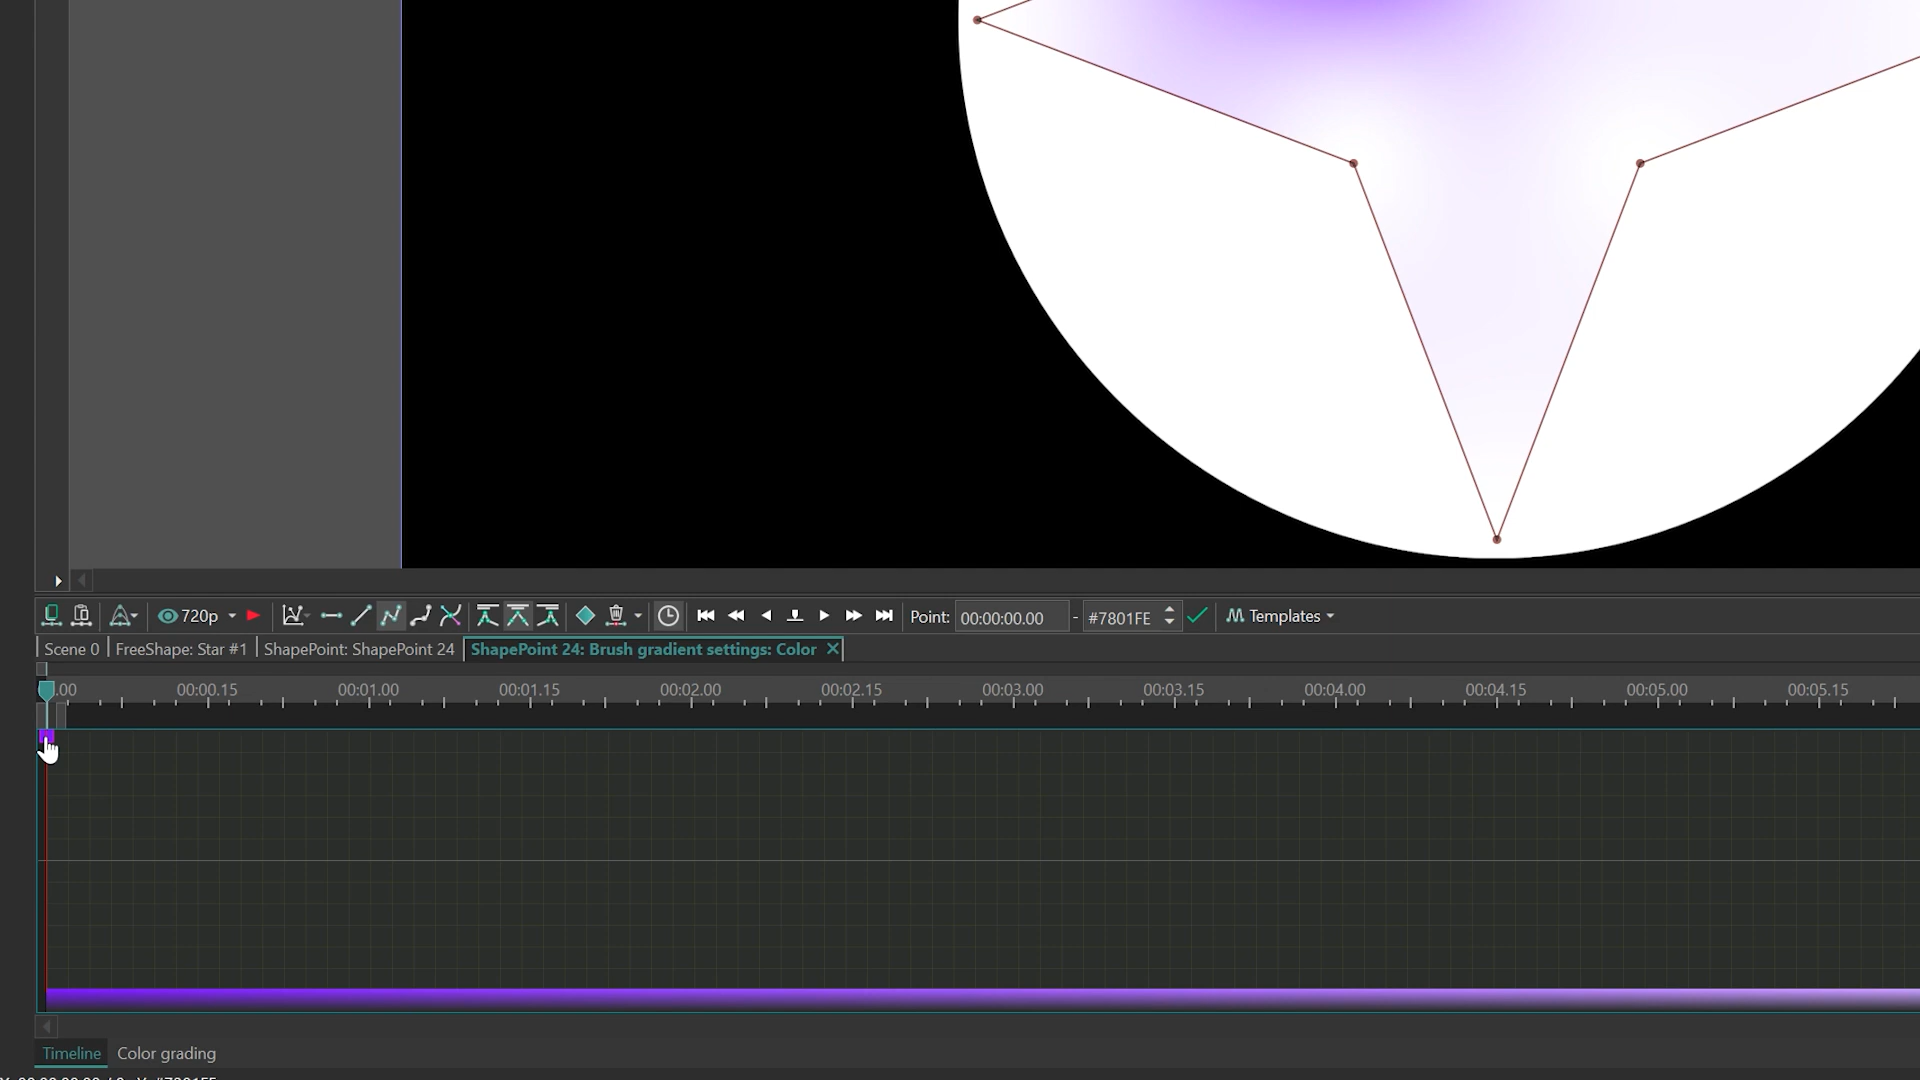 720p Point: 00:00:00.00 - #7801FE Templates
Scene 0 FreeShape: Star #1 ShapePoint: ShapePoint 24 ShapePoint 24: Brush gradient settings: Color
.00 00:00.15 00:01.00 00:01.15 00:02.00 00:02.15 00:03.00 00:03.15 00:04.00 00:04.15 00:05.00 00:05.15
Timeline Color grading